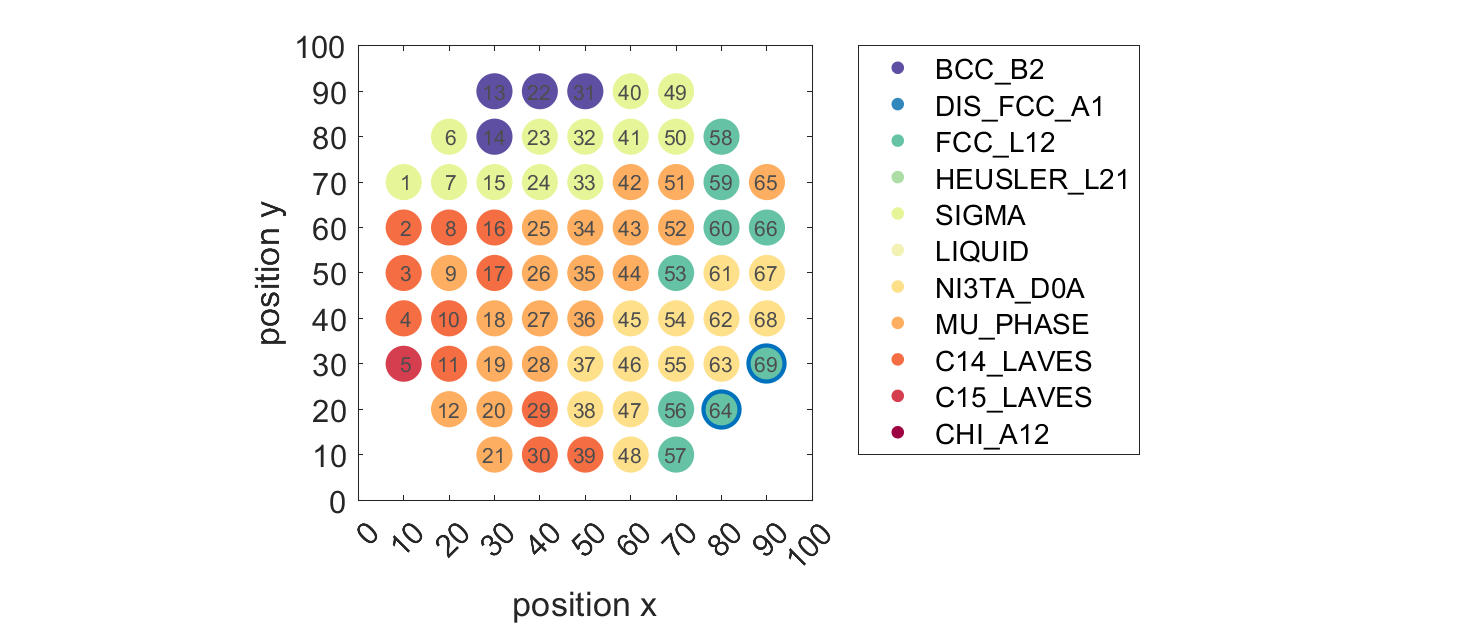 100
90
80
70
60
50
40
30
20
10
0
position y
13 22 31 40 49
6 14 23 32 41 50 58
1 7 15 24 33 42 51 59 65
2 8 16 25 34 43 52 60 66
3 9 17 26 35 44 53 61 67
4 10 18 27 36 45 54 62 68
5 11 19 28 37 46 55 63 69
12 20 29 38 47 56 64
21 30 39 48 57
0 10 20 30 40 50 60 70 80 90 100
position x
BCC_B2
DIS_FCC_A1
FCC_L12
HEUSLER_L21
SIGMA
LIQUID
NI3TA_D0A
MU_PHASE
C14_LAVES
C15_LAVES
CHI_A12